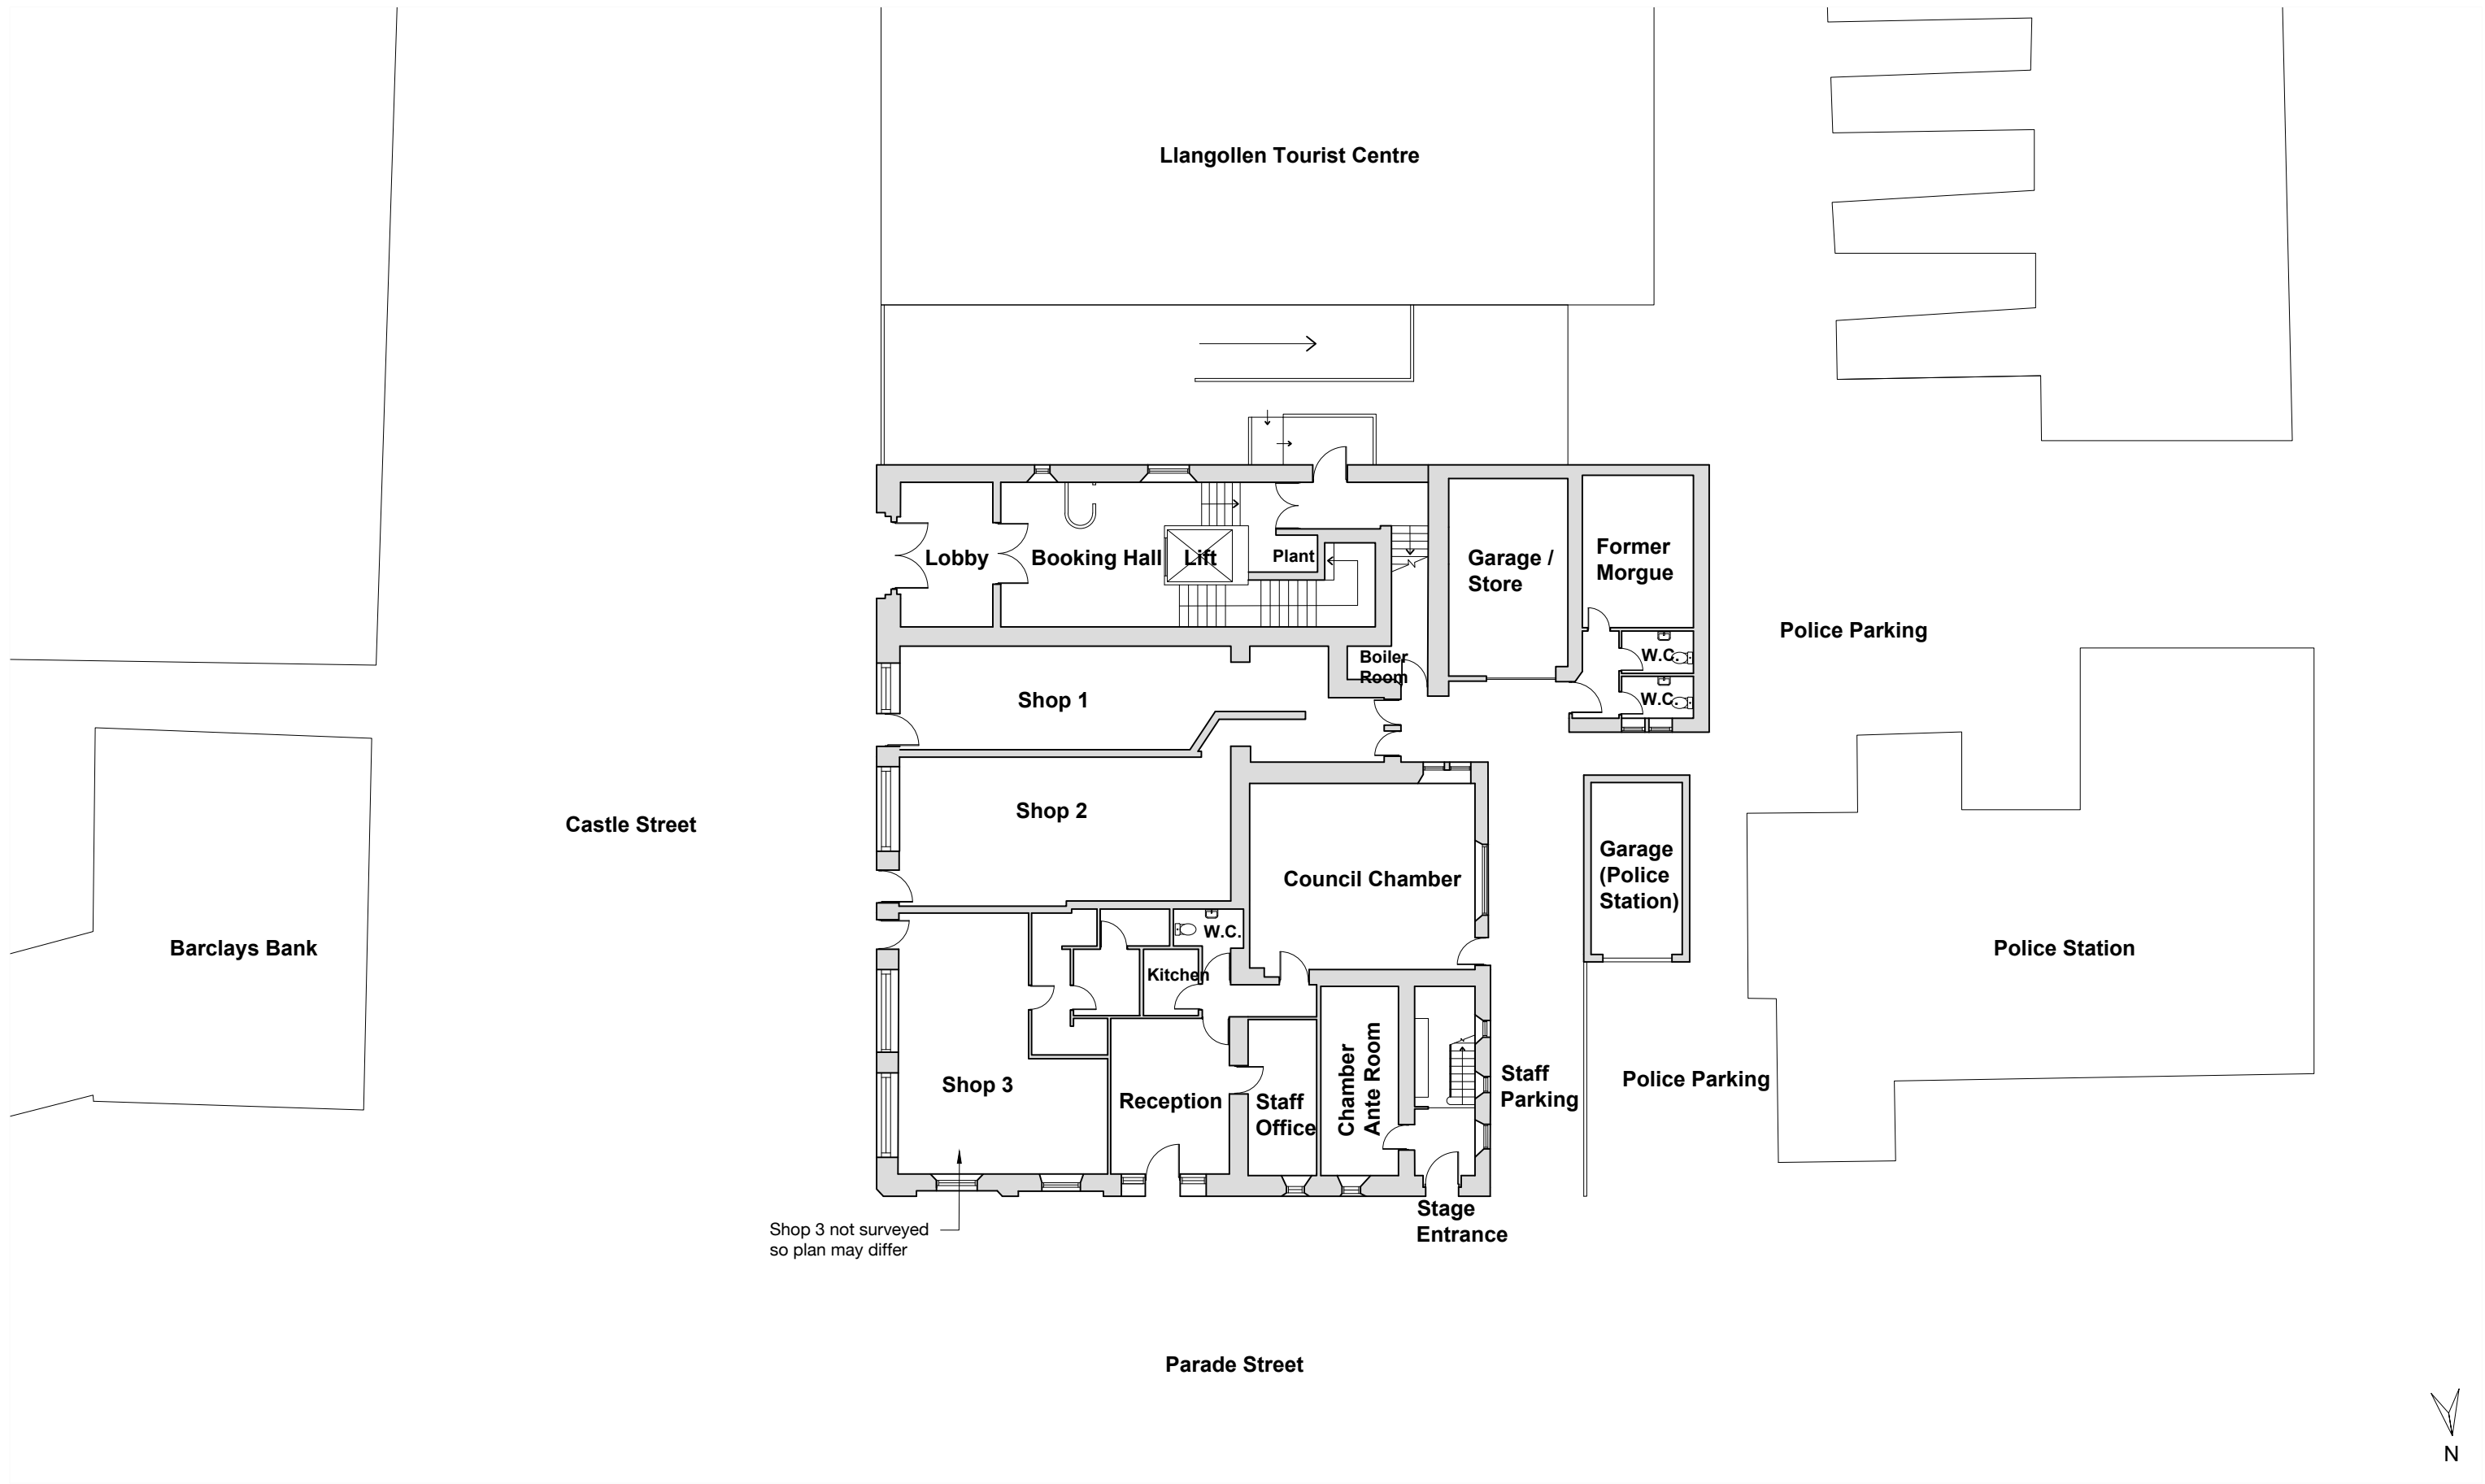 Llangollen Tourist Centre
Lobby
Booking Hall
Lift
Plant
Garage /
Store
Former
Morgue
Police Parking
W.C.
W.C.
Boiler
Room
Shop 1
Shop 2
Castle Street
Council Chamber
Garage
(Police
Station)
Barclays Bank
Police Station
W.C.
Kitchen
Shop 3
Reception
Staff
Office
Chamber
Ante Room
Staff
Parking
Police Parking
Stage
Entrance
Shop 3 not surveyed
so plan may differ
Parade Street
N